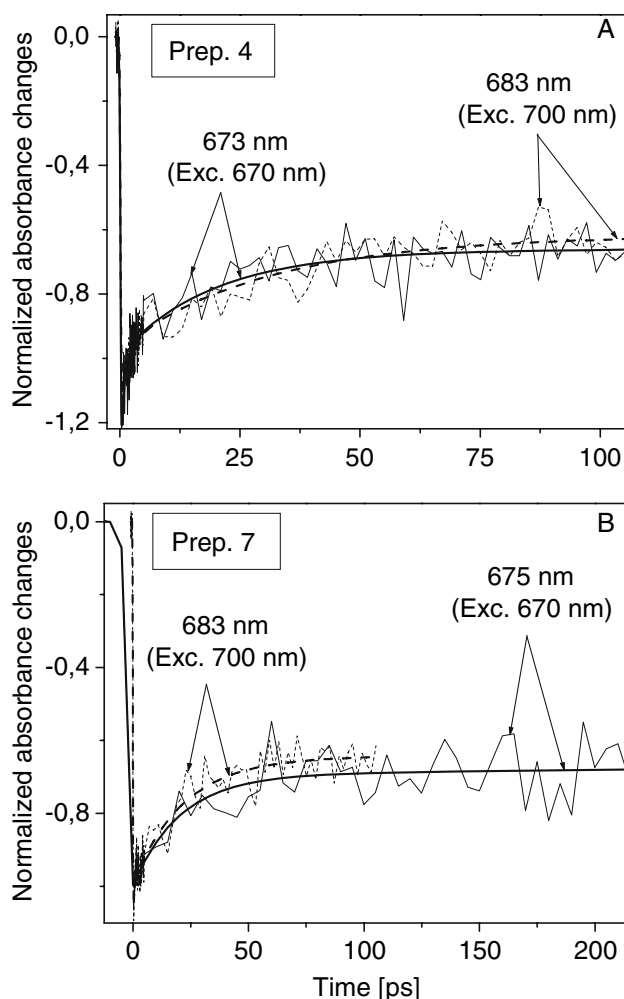 A
Prep. 4
683 nm
(Exc. 700 nm)
673 nm
(Exc. 670 nm)
Normalized absorbance changes
0,0
-0,4
-0,8
-1,2
0
25
50
75
100
B
Prep. 7
675 nm
(Exc. 670 nm)
683 nm
(Exc. 700 nm)
Normalized absorbance changes
0,0
-0,4
-0,8
0
50
100
150
200
Time [ps]